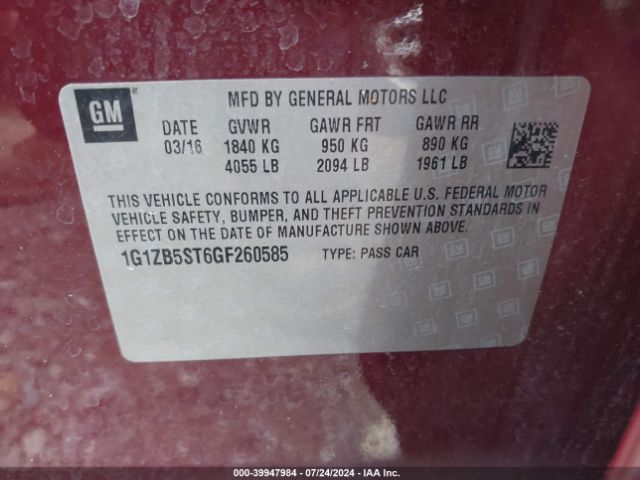 GM
MFD BY GENERAL MOTORS LLC
DATE GVWR GAWR FRT GAWR RR
03/16 1840 KG 950 KG 890 KG
4055 LB 2094 LB 1961 LB
THIS VEHICLE CONFORMS TO ALL APPLICABLE U.S. FEDERAL MOTOR
VEHICLE SAFETY, BUMPER, AND THEFT PREVENTION STANDARDS IN
EFFECT ON THE DATE OF MANUFACTURE SHOWN ABOVE.
1G1ZB5ST6GF260585 TYPE: PASS CAR
000-39947984 - 07/24/2024 - IAA Inc.